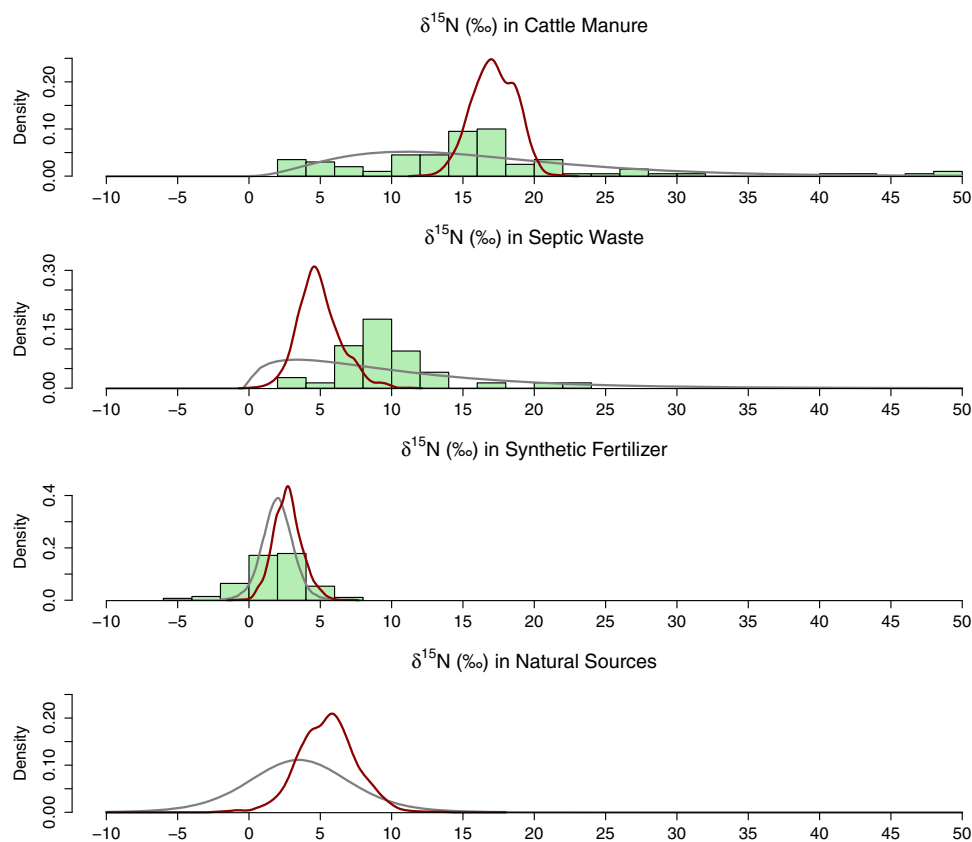 δ¹⁵N (‰) in Cattle Manure
Density
0.00 0.10 0.20
−10 −5 0 5 10 15 20 25 30 35 40 45 50
δ¹⁵N (‰) in Septic Waste
Density
0.00 0.15 0.30
−10 −5 0 5 10 15 20 25 30 35 40 45 50
δ¹⁵N (‰) in Synthetic Fertilizer
Density
0.0 0.2 0.4
−10 −5 0 5 10 15 20 25 30 35 40 45 50
δ¹⁵N (‰) in Natural Sources
Density
0.00 0.10 0.20
−10 −5 0 5 10 15 20 25 30 35 40 45 50